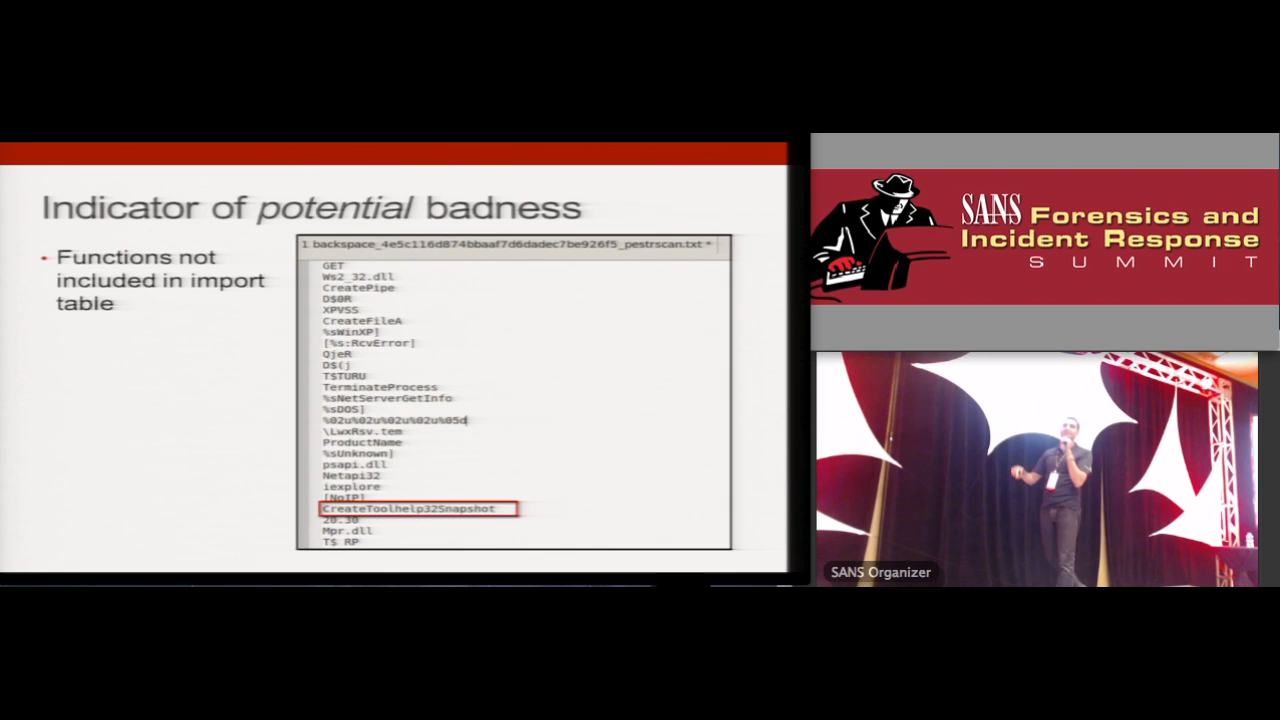 Indicator of potential badness
• Functions not
included in import
table
1 backspace_4e5c116d874bbaaf7d6dadec7be926f5_pestrscan.txt *
GET
Ws2_32.dll
CreatePipe
D$0R
XPVSS
CreateFileA
%sWinXP]
[%s:RcvError]
QjeR
D$(j
T$TURU
TerminateProcess
%sNetServerGetInfo
%sDOS]
%02u%02u%02u%02u%05d
\LwxRsv.tem
ProductName
%sUnknown]
psapi.dll
Netapi32
iexplore
[NoIP]
CreateToolhelp32Snapshot
20.30
Mpr.dll
T$ RP
SANS Forensics and
Incident Response
SUMMIT
SANS Organizer